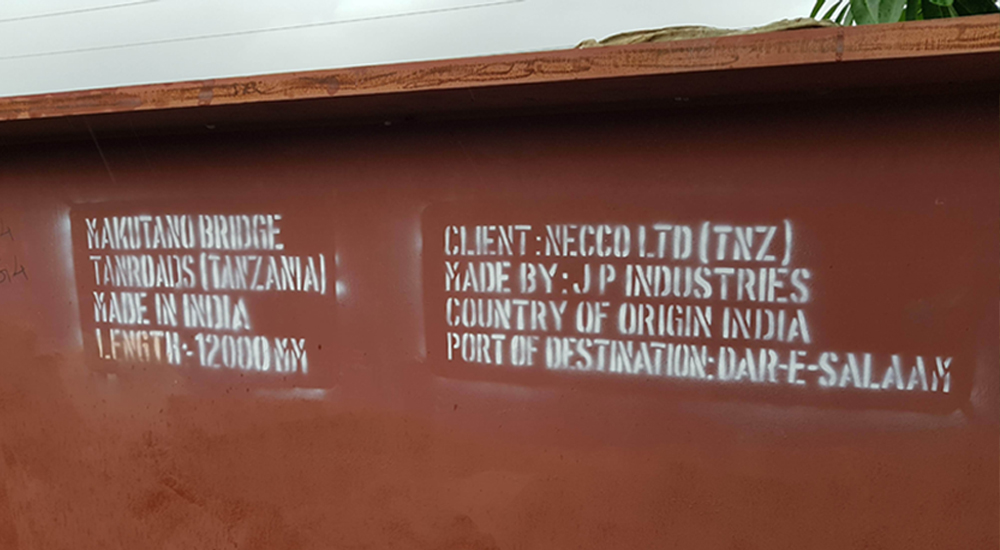 MAKUTANO BRIDGE
TANROADS (TANZANIA)
MADE IN INDIA
LENGTH:-12000 MM
CLIENT : NECCO LTD (TNZ)
MADE BY : J P INDUSTRIES
COUNTRY OF ORIGIN INDIA
PORT OF DESTINATION: DAR-E-SALAAM